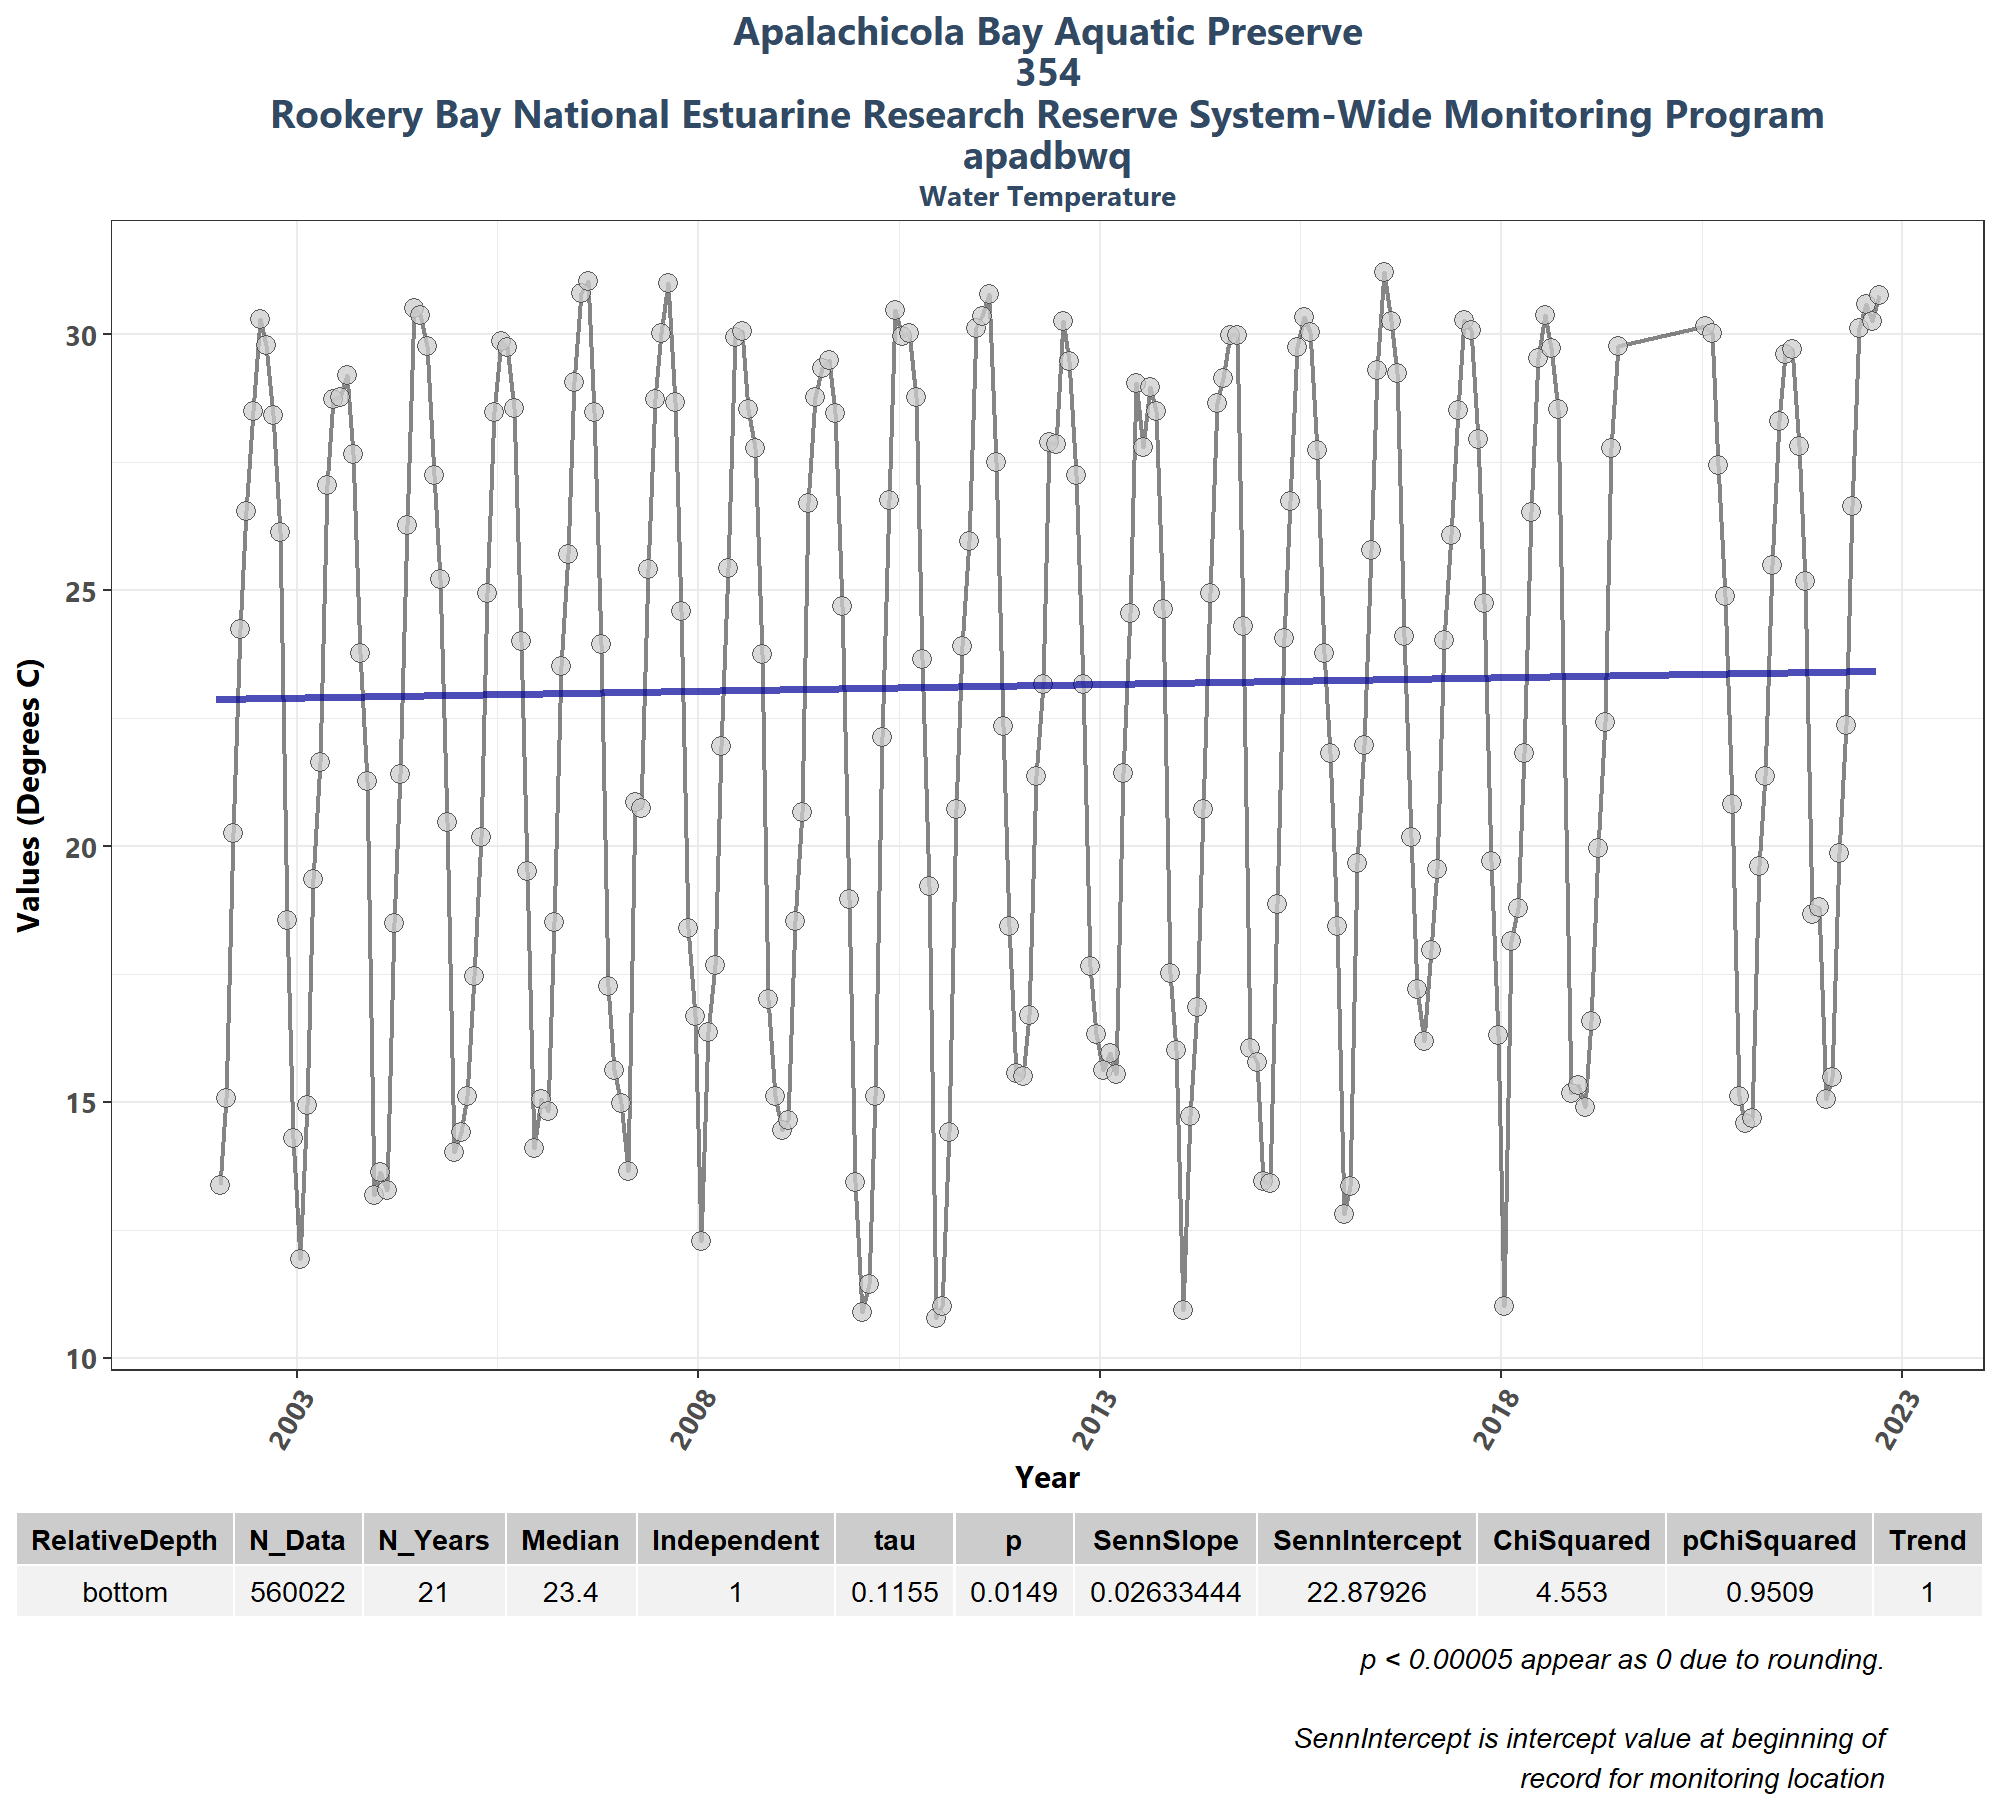 Apalachicola Bay Aquatic Preserve
354
Rookery Bay National Estuarine Research Reserve System-Wide Monitoring Program
apadbwq
Water Temperature
Values (Degrees C)
30
25
20
15
10
2003 2008 2013 2018 2023
Year
RelativeDepth N_Data N_Years Median Independent tau p SennSlope SennIntercept ChiSquared pChiSquared Trend
bottom 560022 21 23.4 1 0.1155 0.0149 0.02633444 22.87926 4.553 0.9509 1
p < 0.00005 appear as 0 due to rounding.
SennIntercept is intercept value at beginning of
record for monitoring location